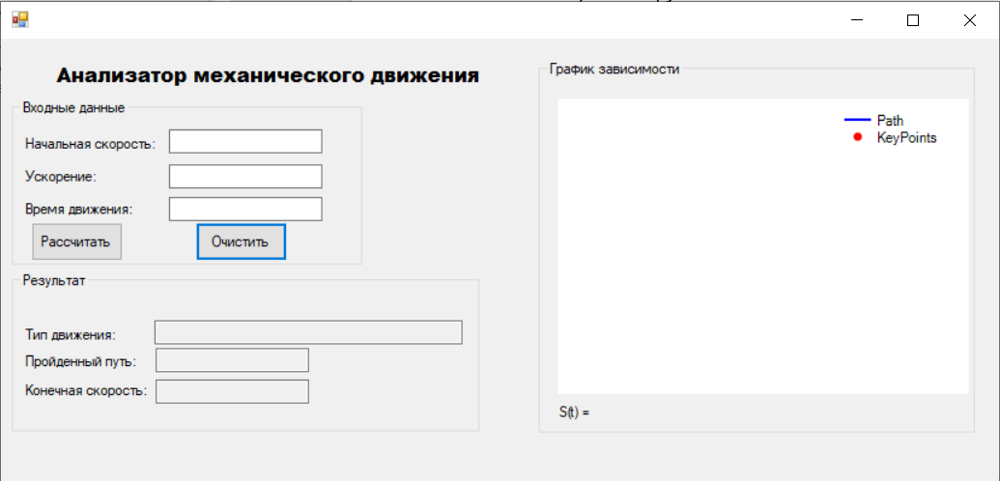 Анализатор механического движения
Входные данные
Начальная скорость:
Ускорение:
Время движения:
Рассчитать
Очистить
Результат
Тип движения:
Пройденный путь:
Конечная скорость:
График зависимости
Path
KeyPoints
S(t) =